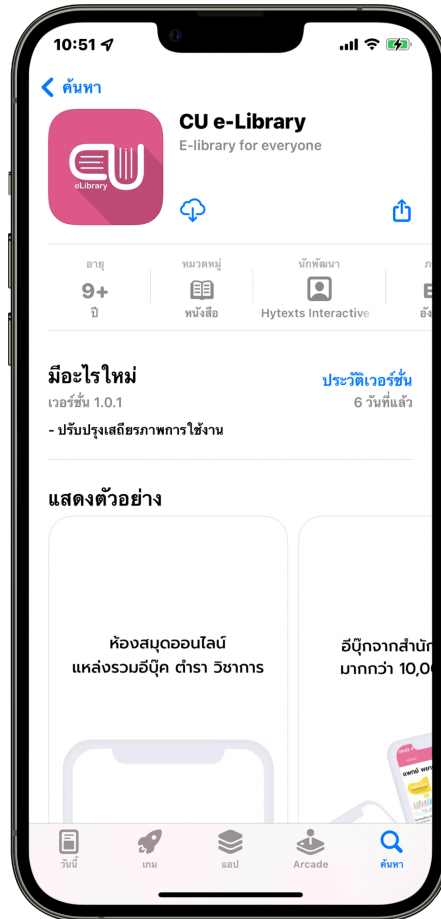 10:51
ค้นหา
CU
eLibrary
CU e-Library
E-library for everyone
อายุ
หมวดหมู่
นักพัฒนา
9+
ปี
หนังสือ
Hytexts Interactive
มีอะไรใหม่
ประวัติเวอร์ชั่น
เวอร์ชั่น 1.0.1
6 วันที่แล้ว
- ปรับปรุงเสถียรภาพการใช้งาน
แสดงตัวอย่าง
ห้องสมุดออนไลน์
แหล่งรวมอีบุ๊ค ตำรา วิชาการ
อีบุ๊กจากสำนัก
มากกว่า 10,0
วันนี้
เกม
แอป
Arcade
ค้นหา